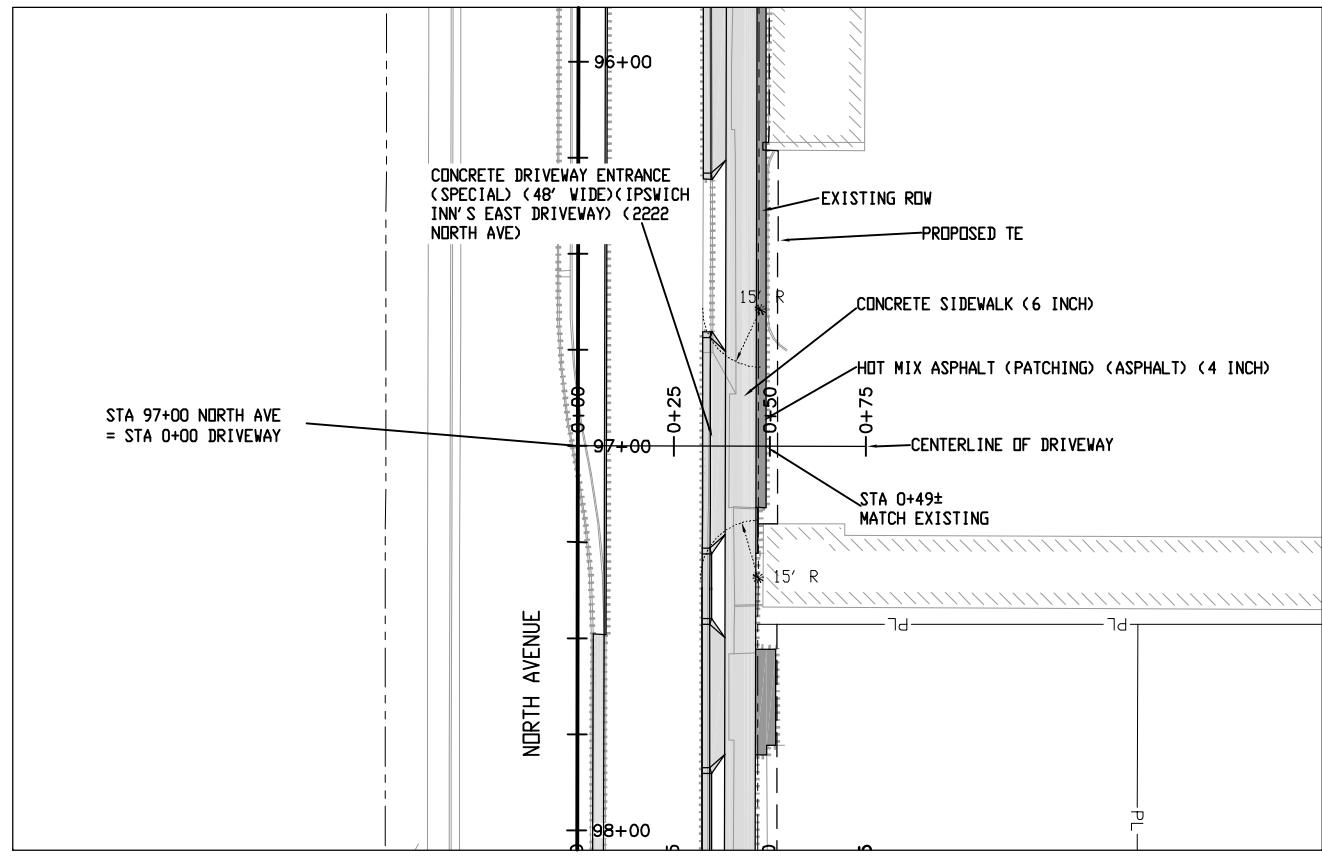 96+00
CONCRETE DRIVEWAY ENTRANCE
(SPECIAL) (48' WIDE)(IPSWICH
INN'S EAST DRIVEWAY) (2222
NORTH AVE)
EXISTING ROW
PROPOSED TE
15' R
CONCRETE SIDEWALK (6 INCH)
HOT MIX ASPHALT (PATCHING) (ASPHALT) (4 INCH)
0+00
0+25
0+50
0+75
STA 97+00 NORTH AVE
= STA 0+00 DRIVEWAY
97+00
CENTERLINE OF DRIVEWAY
STA 0+49±
MATCH EXISTING
15' R
PL
PL
NORTH AVENUE
PL
98+00